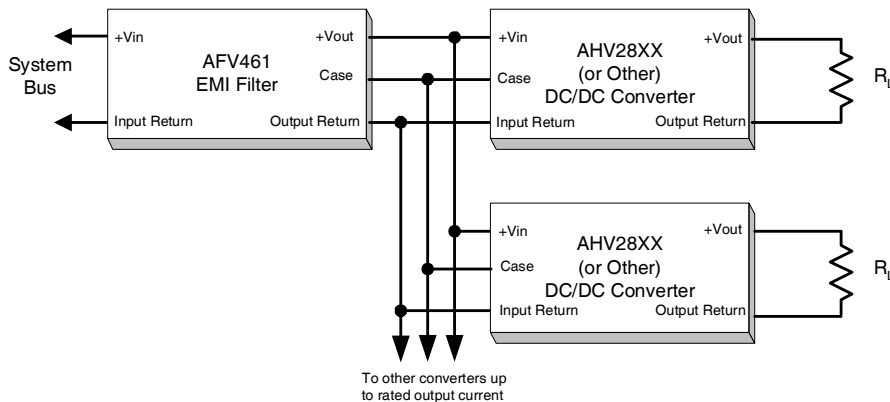 System
Bus
+Vin
Input Return
AFV461
EMI Filter
+Vout
Case
Output Return
+Vin
Case
Input Return
AHV28XX
(or Other)
DC/DC Converter
+Vout
Output Return
RL
+Vin
Case
Input Return
AHV28XX
(or Other)
DC/DC Converter
+Vout
Output Return
RL
To other converters up
to rated output current